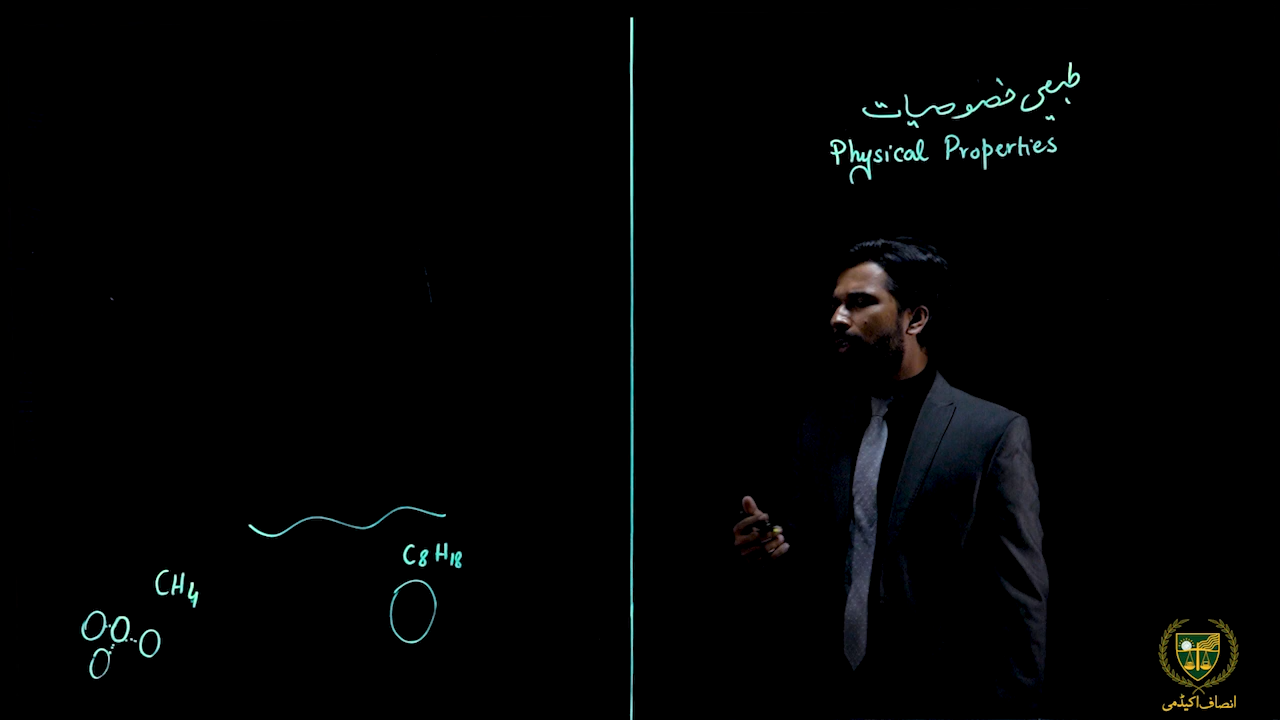 طبعی خصوصیات
Physical Properties
C8H18
CH4
انصاف اکیڈمی